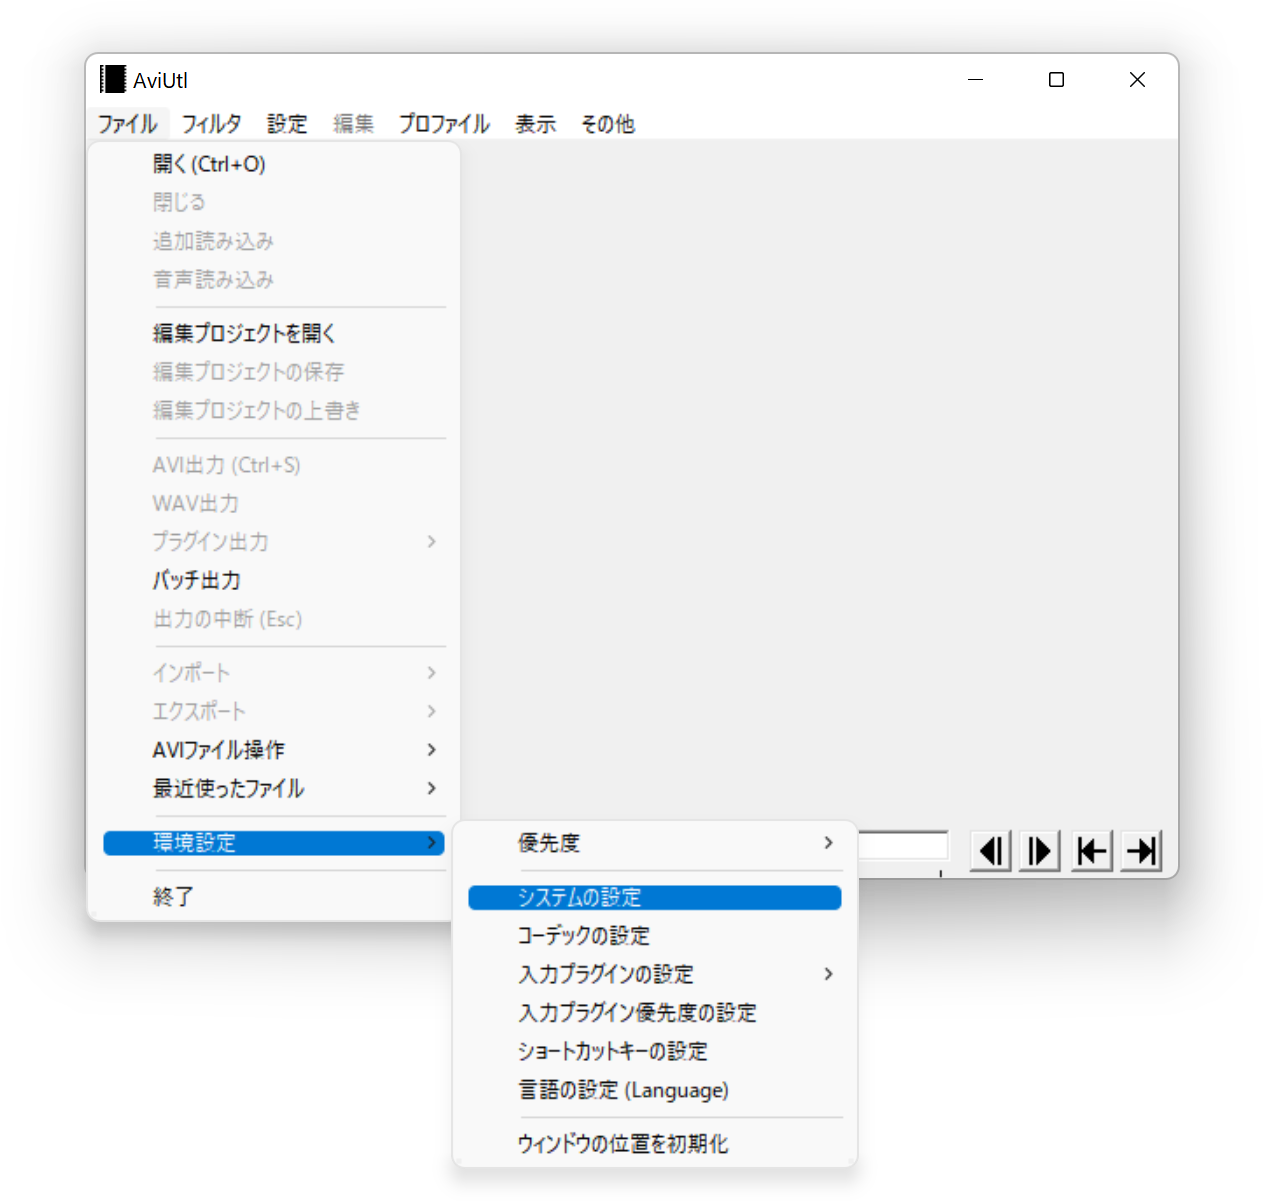 AviUtl
ファイル フィルタ 設定 編集 プロファイル 表示 その他
開く(Ctrl+O)
閉じる
追加読み込み
音声読み込み
編集プロジェクトを開く
編集プロジェクトの保存
編集プロジェクトの上書き
AVI出力 (Ctrl+S)
WAV出力
プラグイン出力
バッチ出力
出力の中断 (Esc)
インポート
エクスポート
AVIファイル操作
最近使ったファイル
環境設定
終了
優先度
システムの設定
コーデックの設定
入力プラグインの設定
入力プラグイン優先度の設定
ショートカットキーの設定
言語の設定 (Language)
ウィンドウの位置を初期化